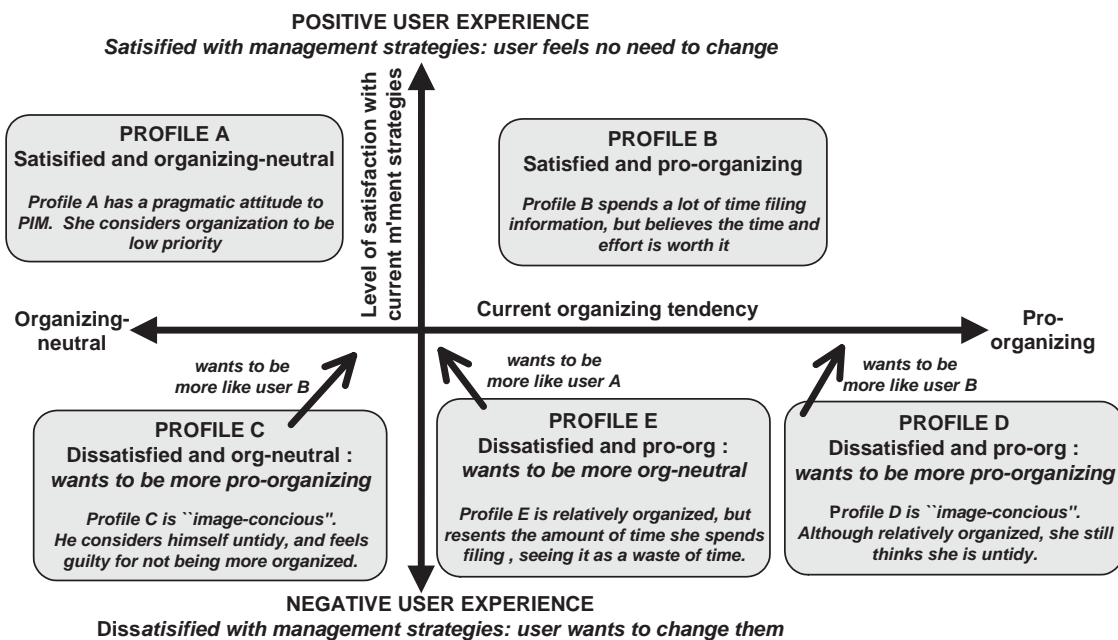 POSITIVE USER EXPERIENCE
Satisified with management strategies: user feels no need to change
Level of satisfaction with
current m'ment strategies
PROFILE A
Satisified and organizing-neutral
Profile A has a pragmatic attitude to
PIM. She considers organization to be
low priority
PROFILE B
Satisfied and pro-organizing
Profile B spends a lot of time filing
information, but believes the time and
effort is worth it
Organizing-
neutral
Current organizing tendency
Pro-
organizing
wants to be
more like user B
wants to be
more like user A
wants to be
more like user B
PROFILE C
Dissatisfied and org-neutral :
wants to be more pro-organizing
Profile C is ``image-concious".
He considers himself untidy, and feels
guilty for not being more organized.
PROFILE E
Dissatisfied and pro-org :
wants to be more org-neutral
Profile E is relatively organized, but
resents the amount of time she spends
filing , seeing it as a waste of time.
PROFILE D
Dissatisfied and pro-org :
wants to be more pro-organizing
Profile D is ``image-concious".
Although relatively organized, she still
thinks she is untidy.
NEGATIVE USER EXPERIENCE
Dissatisified with management strategies: user wants to change them